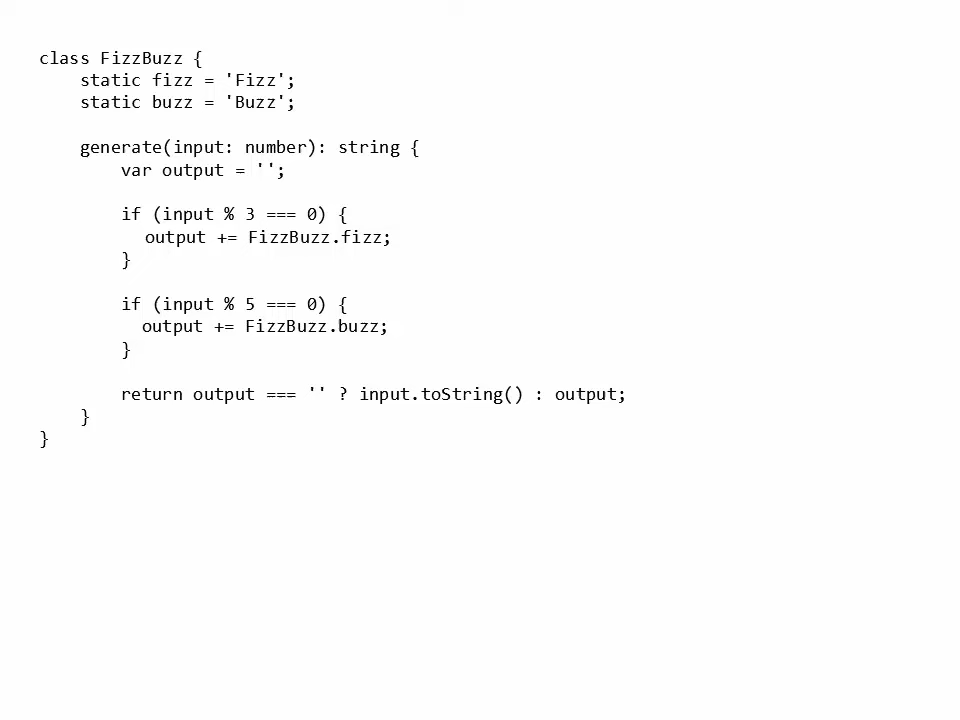 class FizzBuzz {
    static fizz = 'Fizz';
    static buzz = 'Buzz';

    generate(input: number): string {
        var output = '';

        if (input % 3 === 0) {
          output += FizzBuzz.fizz;
        }

        if (input % 5 === 0) {
          output += FizzBuzz.buzz;
        }

        return output === '' ? input.toString() : output;
    }
}